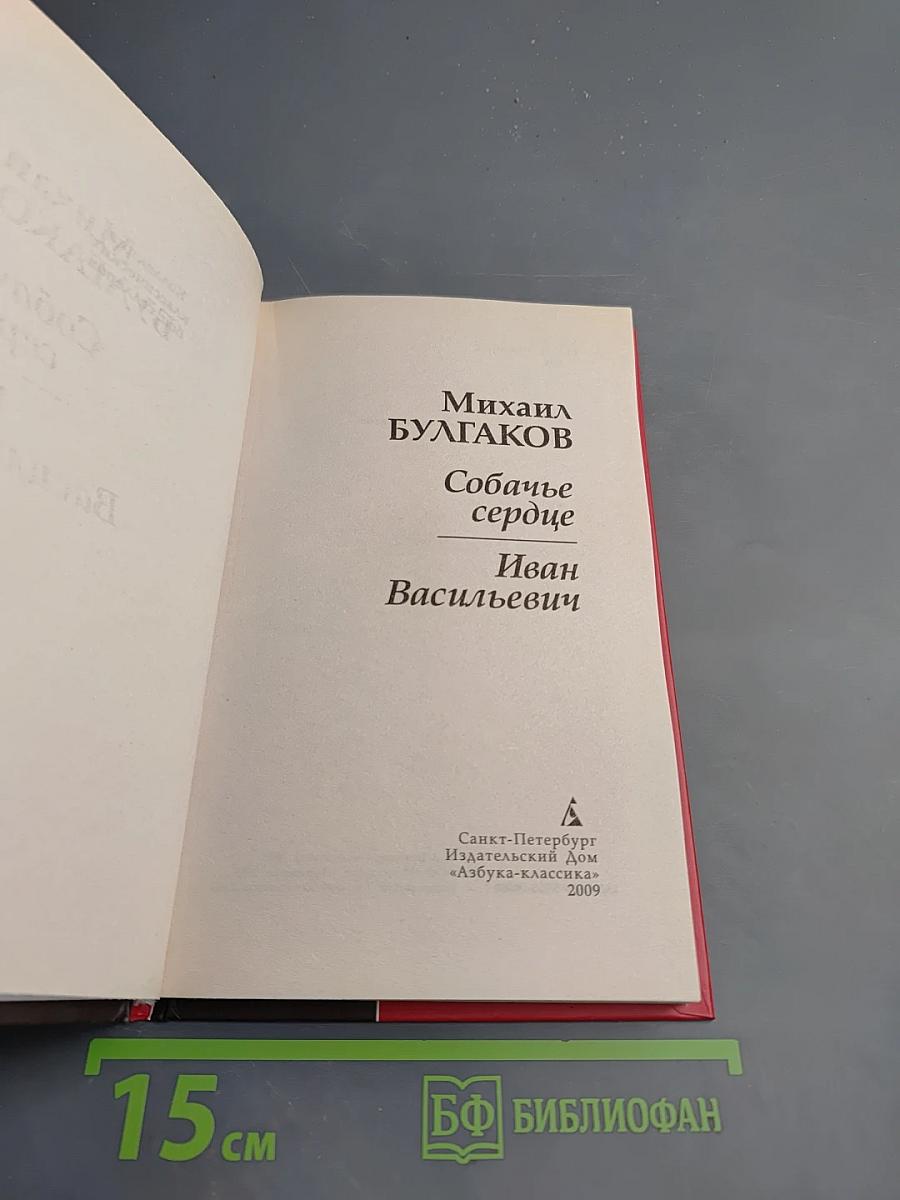 Михаил
БУЛГАКОВ
Собачье
сердце
Иван
Васильевич
Санкт-Петербург
Издательский Дом
«Азбука-классика»
2009
15 см
БФ БИБЛИОФАН